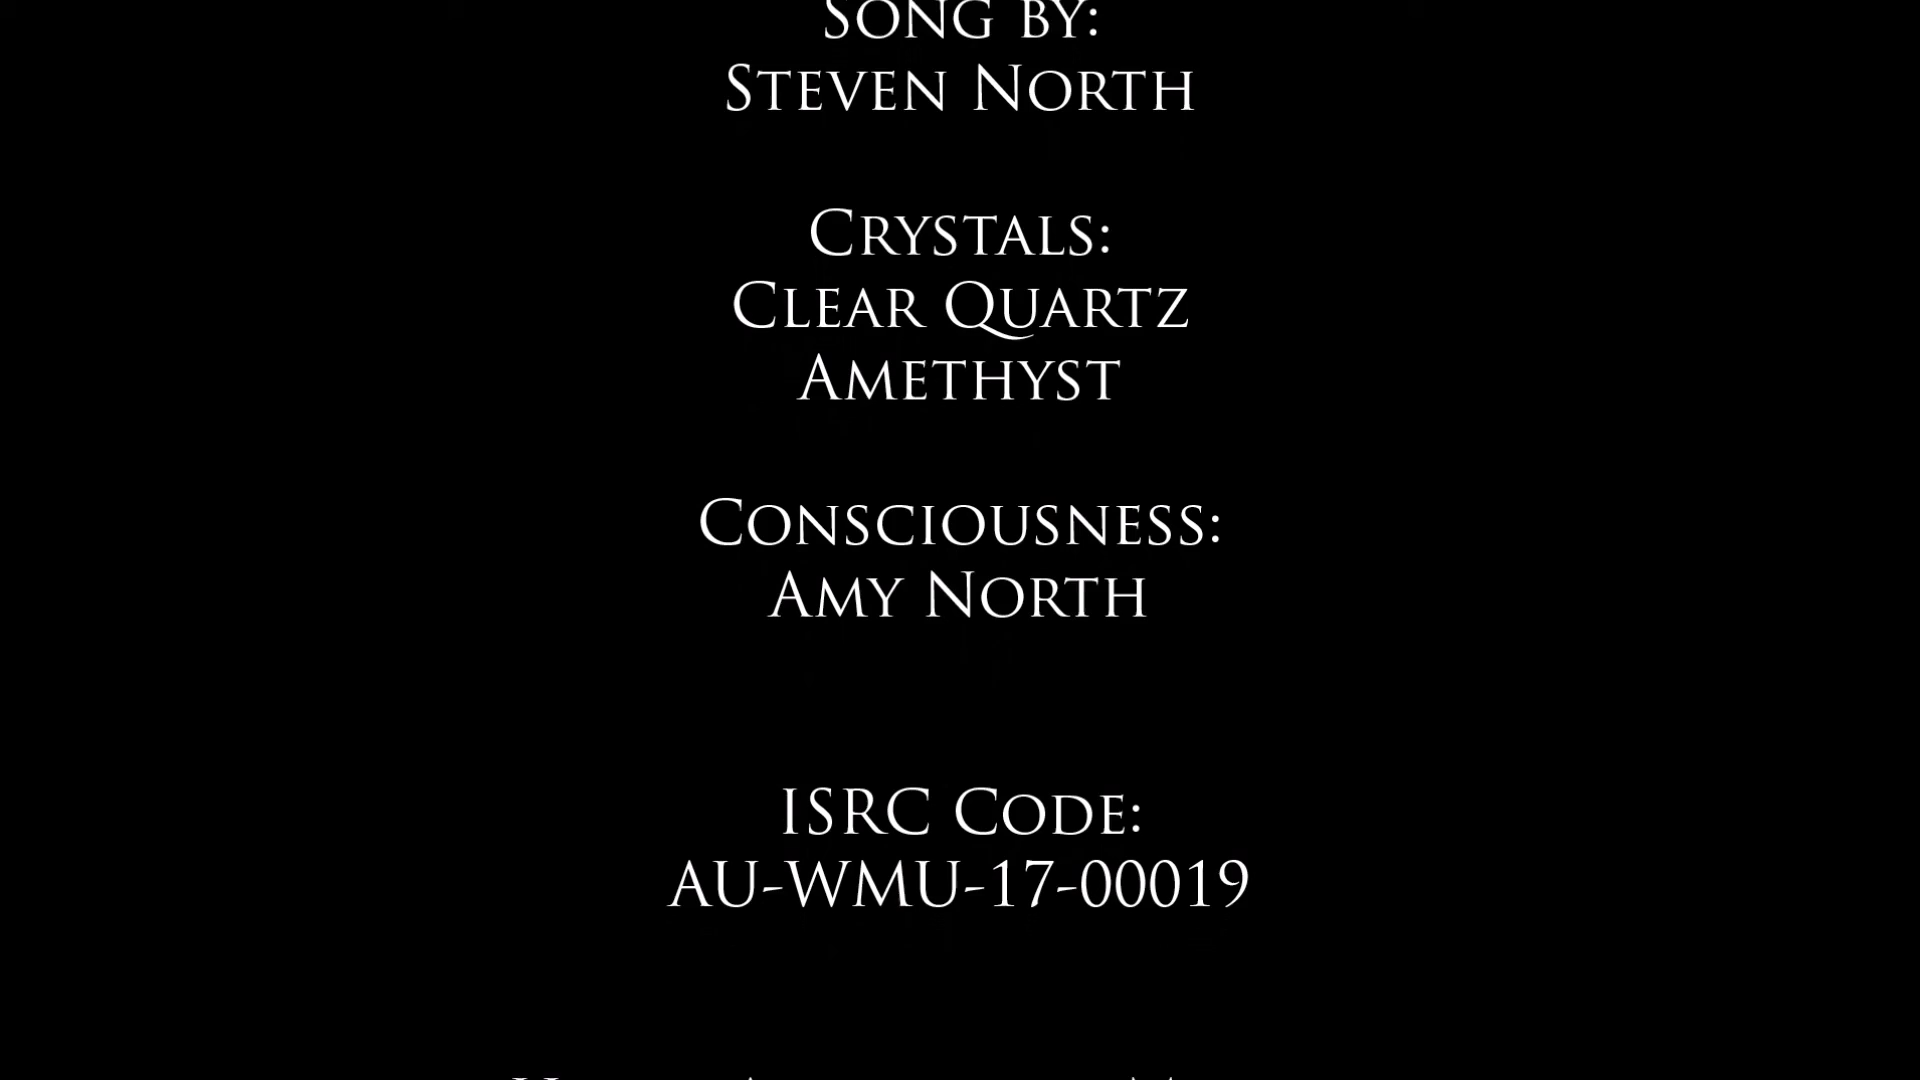 Song by:
Steven North
Crystals:
Clear Quartz
Amethyst
Consciousness:
Amy North
ISRC Code:
AU-WMU-17-00019